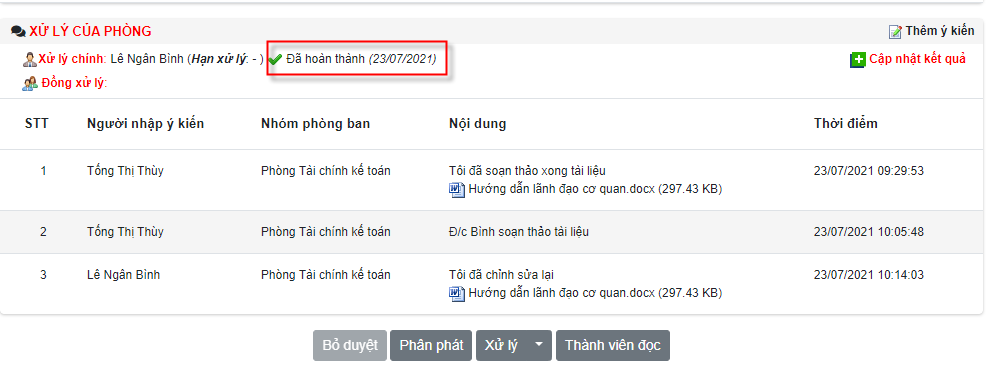 XỬ LÝ CỦA PHÒNG
Thêm ý kiến
Xử lý chính: Lê Ngân Bình (Hạn xử lý: - ) Đã hoàn thành (23/07/2021)
Cập nhật kết quả
Đồng xử lý:
STT Người nhập ý kiến Nhóm phòng ban Nội dung Thời điểm
1 Tống Thị Thùy Phòng Tài chính kế toán Tôi đã soạn thảo xong tài liệu 23/07/2021 09:29:53
Hướng dẫn lãnh đạo cơ quan.docx (297.43 KB)
2 Tống Thị Thùy Phòng Tài chính kế toán Đ/c Bình soạn thảo tài liệu 23/07/2021 10:05:48
3 Lê Ngân Bình Phòng Tài chính kế toán Tôi đã chỉnh sửa lại 23/07/2021 10:14:03
Hướng dẫn lãnh đạo cơ quan.docx (297.43 KB)
Bỏ duyệt Phân phát Xử lý Thành viên đọc